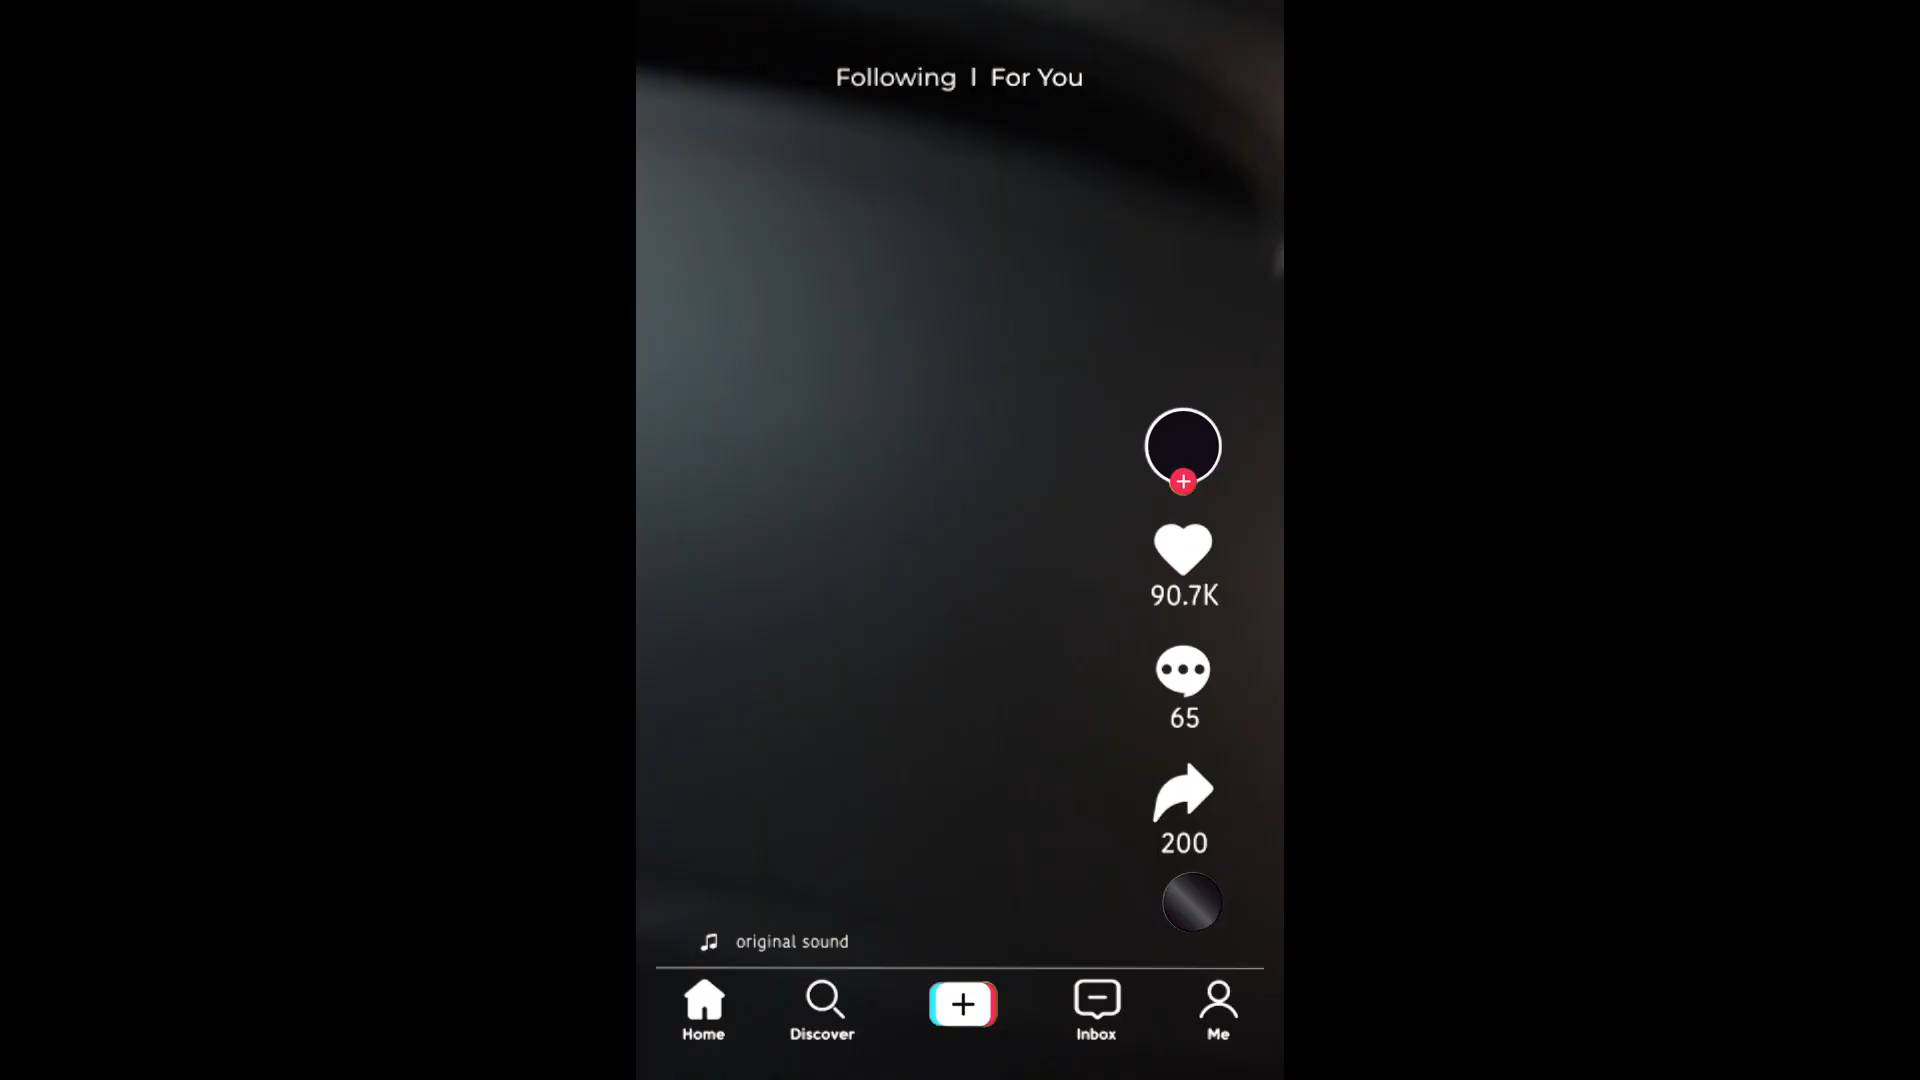 Following | For You
90.7K
65
200
original sound
Home
Discover
Inbox
Me